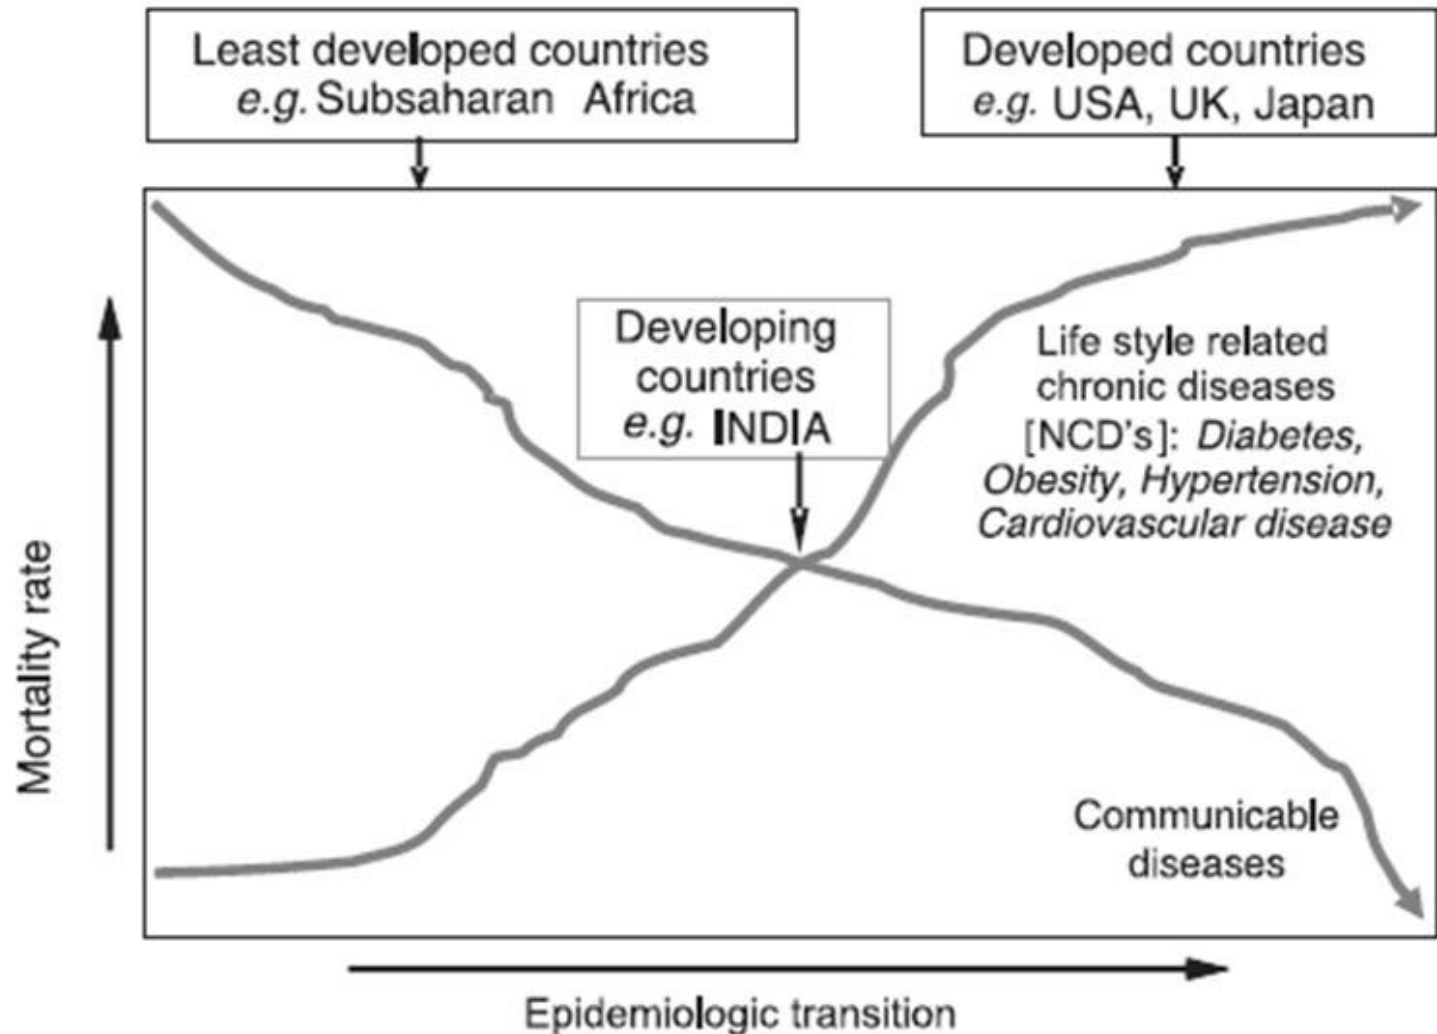 Least developed countries
e.g. Subsaharan Africa
Developed countries
e.g. USA, UK, Japan
Developing
countries
e.g. INDIA
Life style related
chronic diseases
[NCD's]: Diabetes,
Obesity, Hypertension,
Cardiovascular disease
Mortality rate
Communicable
diseases
Epidemiologic transition